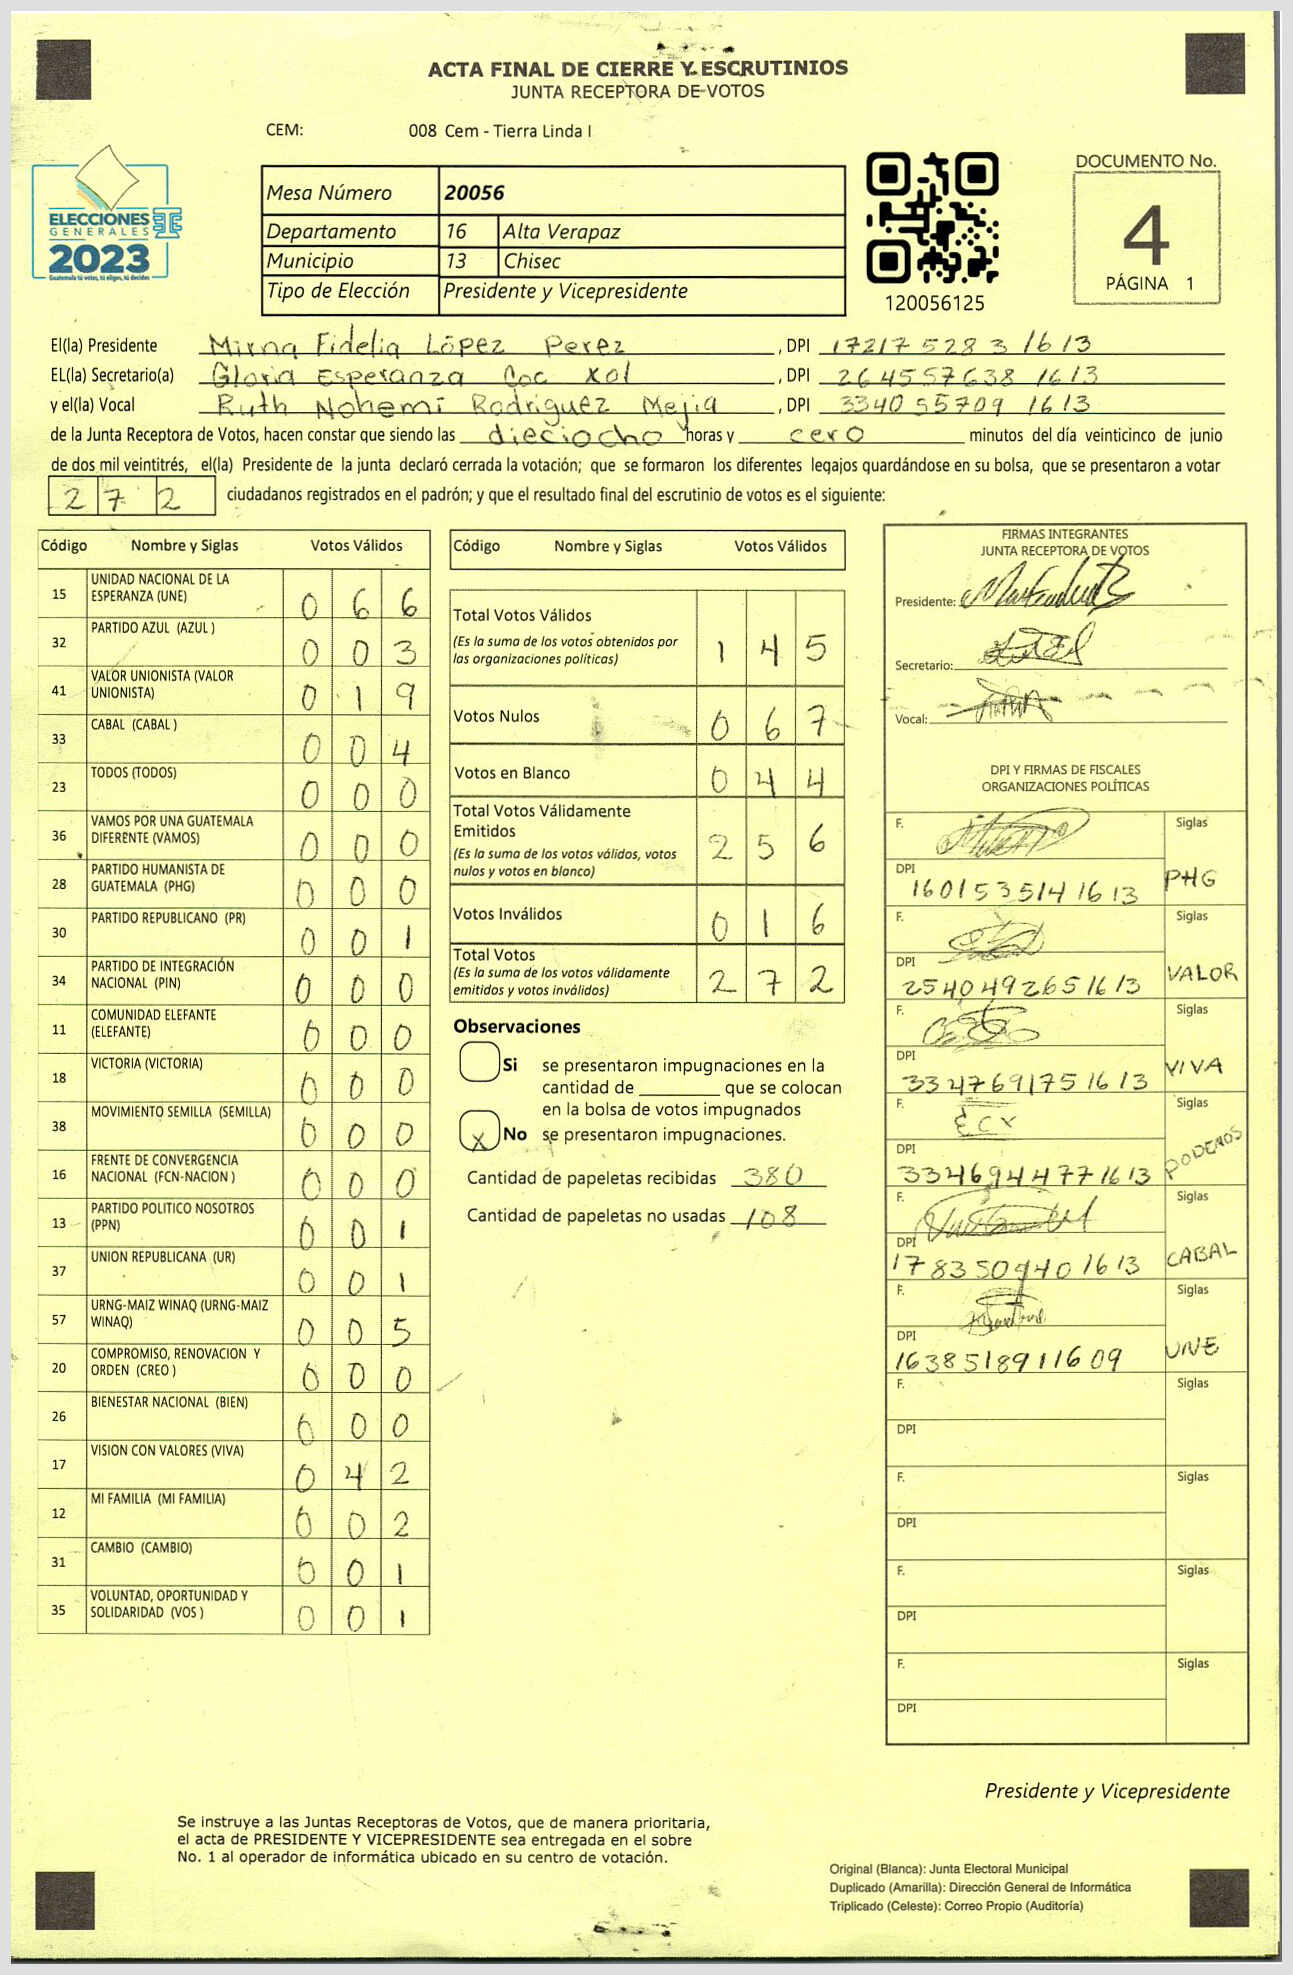 ACTA FINAL DE CIERRE Y ESCRUTINIOS
JUNTA RECEPTORA DE VOTOS
CEM: 008 Cem - Tierra Linda I
ELECCIONES
GENERALES
2023
Guatemala tú votas, tú eliges, tú decides
Mesa Número 20056
Departamento 16 Alta Verapaz
Municipio 13 Chisec
Tipo de Elección Presidente y Vicepresidente
120056125
DOCUMENTO No.
4
PÁGINA 1
El(la) Presidente Mirna Fidelia López Perez , DPI 17217 5283 1613
EL(la) Secretario(a) Gloria Esperanza Coc Xol , DPI 264557638 1613
y el(la) Vocal Ruth Nohemí Rodríguez Mejia , DPI 334055709 1613
de la Junta Receptora de Votos, hacen constar que siendo las dieciocho horas y cero minutos del día veinticinco de junio
de dos mil veintitrés, el(la) Presidente de la junta declaró cerrada la votación; que se formaron los diferentes legajos guardándose en su bolsa, que se presentaron a votar
272 ciudadanos registrados en el padrón; y que el resultado final del escrutinio de votos es el siguiente:
Código Nombre y Siglas Votos Válidos
15 UNIDAD NACIONAL DE LA ESPERANZA (UNE) 0 6 6
32 PARTIDO AZUL (AZUL ) 0 0 3
41 VALOR UNIONISTA (VALOR UNIONISTA) 0 1 9
33 CABAL (CABAL ) 0 0 4
23 TODOS (TODOS) 0 0 0
36 VAMOS POR UNA GUATEMALA DIFERENTE (VAMOS) 0 0 0
28 PARTIDO HUMANISTA DE GUATEMALA (PHG) 0 0 0
30 PARTIDO REPUBLICANO (PR) 0 0 1
34 PARTIDO DE INTEGRACIÓN NACIONAL (PIN) 0 0 0
11 COMUNIDAD ELEFANTE (ELEFANTE) 0 0 0
18 VICTORIA (VICTORIA) 0 0 0
38 MOVIMIENTO SEMILLA (SEMILLA) 0 0 0
16 FRENTE DE CONVERGENCIA NACIONAL (FCN-NACION ) 0 0 0
13 PARTIDO POLITICO NOSOTROS (PPN) 0 0 1
37 UNION REPUBLICANA (UR) 0 0 1
57 URNG-MAIZ WINAQ (URNG-MAIZ WINAQ) 0 0 5
20 COMPROMISO, RENOVACION Y ORDEN (CREO ) 0 0 0
26 BIENESTAR NACIONAL (BIEN) 0 0 0
17 VISION CON VALORES (VIVA) 0 4 2
12 MI FAMILIA (MI FAMILIA) 0 0 2
31 CAMBIO (CAMBIO) 0 0 1
35 VOLUNTAD, OPORTUNIDAD Y SOLIDARIDAD (VOS ) 0 0 1
Código Nombre y Siglas Votos Válidos
Total Votos Válidos 1 4 5
(Es la suma de los votos obtenidos por
las organizaciones políticas)
Votos Nulos 0 6 7
Votos en Blanco 0 4 4
Total Votos Válidamente
Emitidos 2 5 6
(Es la suma de los votos válidos, votos
nulos y votos en blanco)
Votos Inválidos 0 1 6
Total Votos 2 7 2
(Es la suma de los votos válidamente
emitidos y votos inválidos)
Observaciones
Si se presentaron impugnaciones en la
cantidad de ________ que se colocan
en la bolsa de votos impugnados
X No se presentaron impugnaciones.
Cantidad de papeletas recibidas 380
Cantidad de papeletas no usadas 108
FIRMAS INTEGRANTES
JUNTA RECEPTORA DE VOTOS
Presidente:
Secretario:
Vocal:
DPI Y FIRMAS DE FISCALES
ORGANIZACIONES POLÍTICAS
F. Siglas
DPI 160153514 1613 PHG
F. Siglas
DPI 254049265 1613 VALOR
F. Siglas
DPI 334769175 1613 VIVA
F. Siglas
DPI 334694477 1613 PODEMOS
F. Siglas
DPI 178350940 1613 CABAL
F. Siglas
DPI 1638518911609 UNE
F. Siglas
DPI
F. Siglas
DPI
F. Siglas
DPI
F. Siglas
DPI
Presidente y Vicepresidente
Se instruye a las Juntas Receptoras de Votos, que de manera prioritaria,
el acta de PRESIDENTE Y VICEPRESIDENTE sea entregada en el sobre
No. 1 al operador de informática ubicado en su centro de votación.
Original (Blanca): Junta Electoral Municipal
Duplicado (Amarilla): Dirección General de Informática
Triplicado (Celeste): Correo Propio (Auditoría)